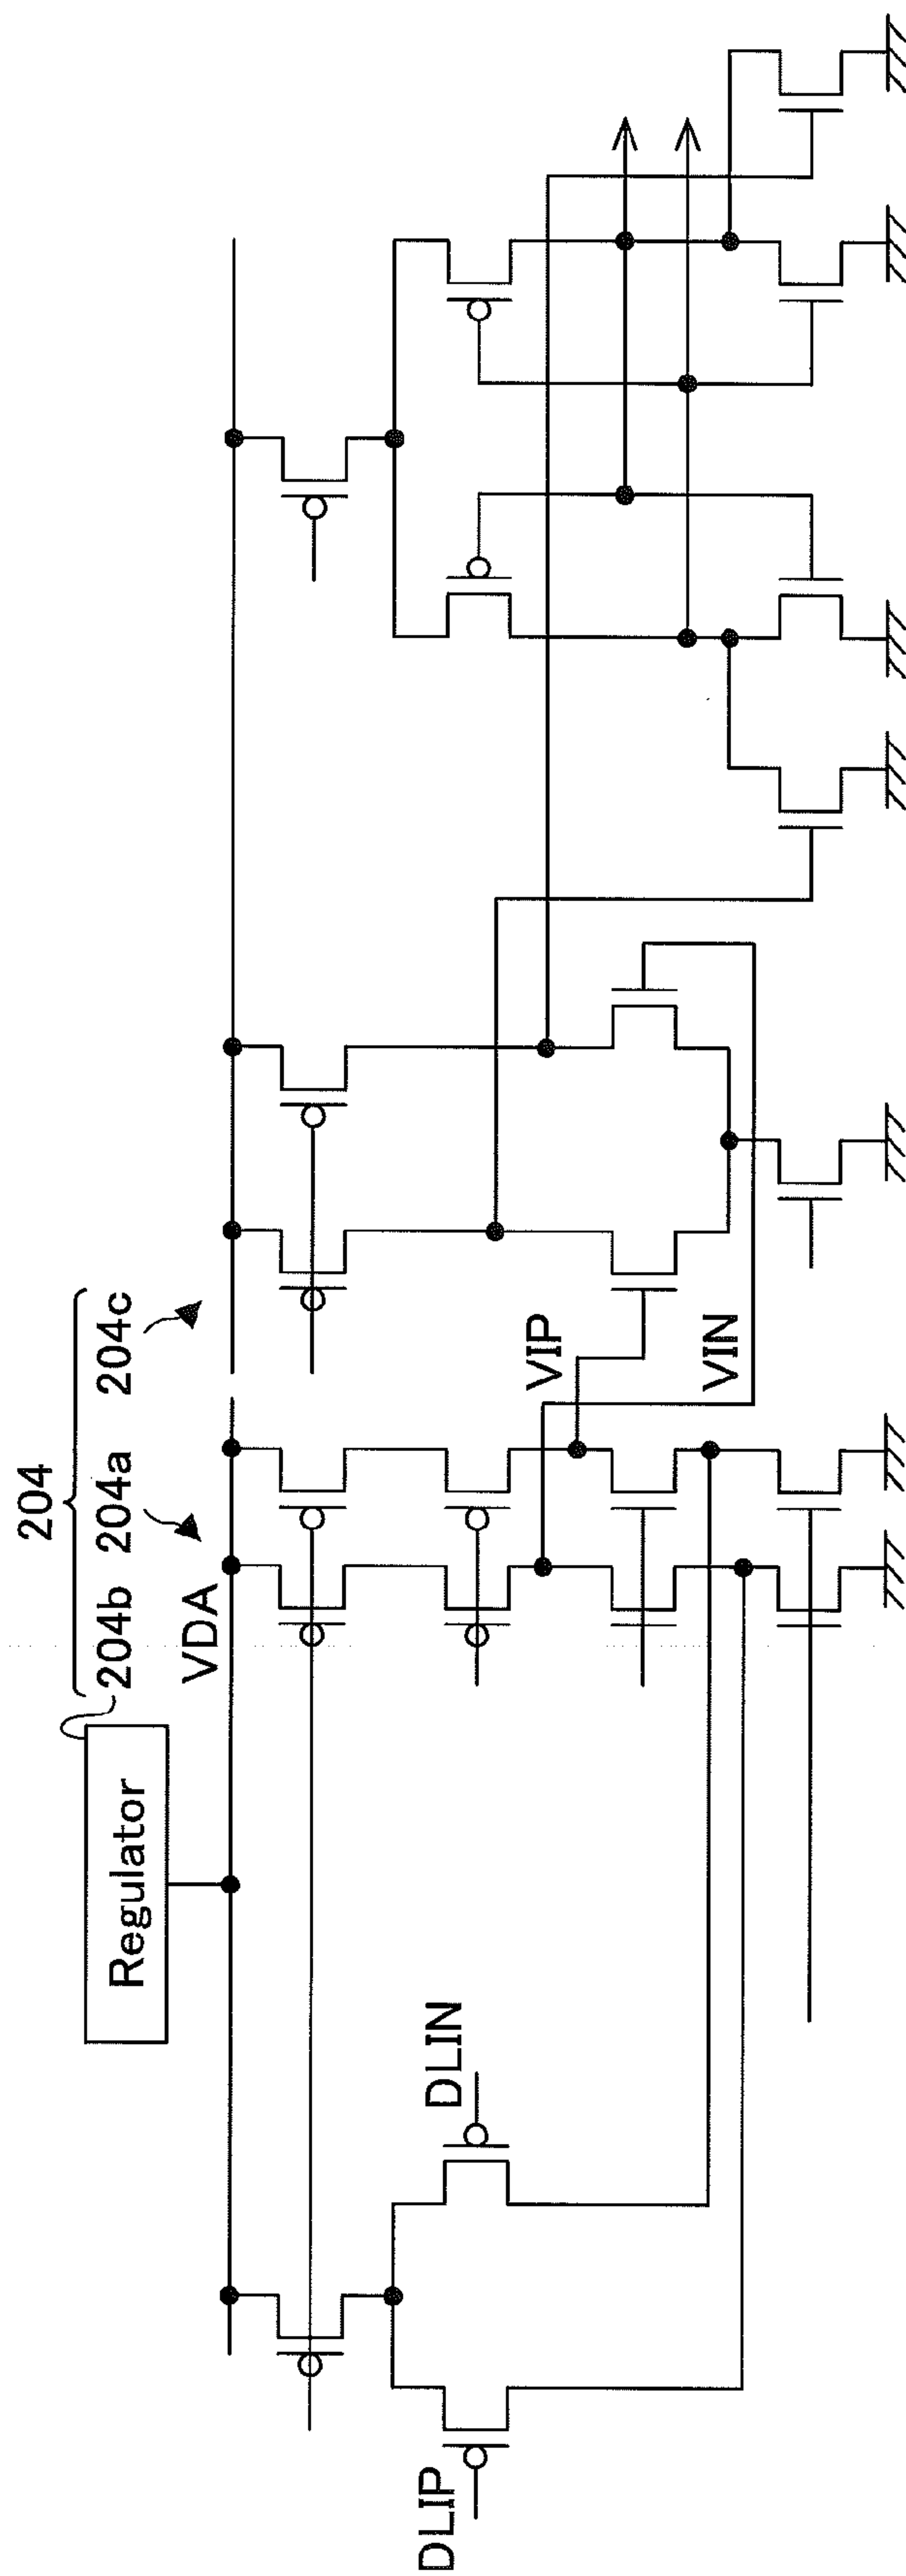 204
204b 204a 204c
Regulator
VDA
VIP
VIN
DLIN
DLIP